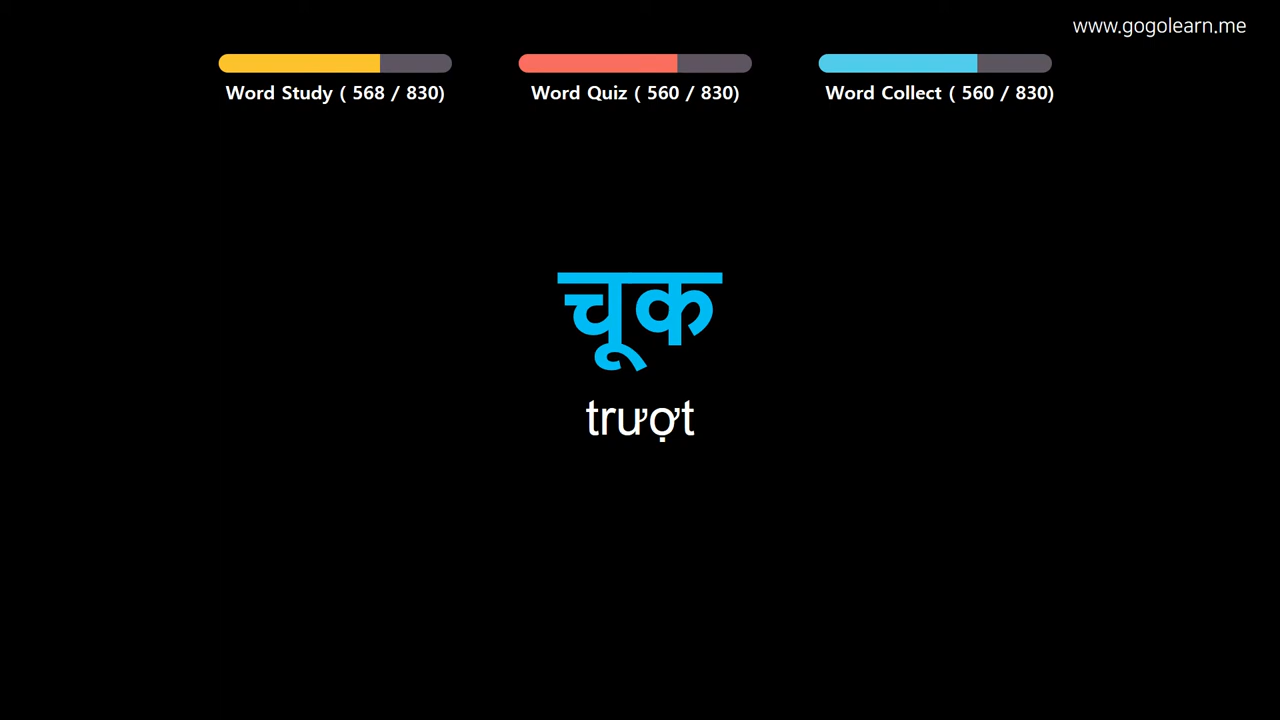 www.gogolearn.me
Word Study ( 568 / 830)
Word Quiz ( 560 / 830)
Word Collect ( 560 / 830)
चूक
trượt